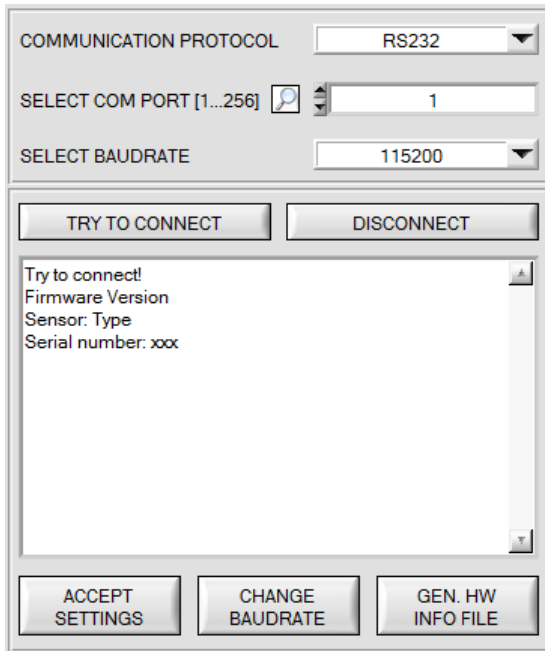 COMMUNICATION PROTOCOL RS232
SELECT COM PORT [1...256] 1
SELECT BAUDRATE 115200
TRY TO CONNECT DISCONNECT
Try to connect!
Firmware Version
Sensor: Type
Serial number: xxx
ACCEPT SETTINGS
CHANGE BAUDRATE
GEN. HW INFO FILE